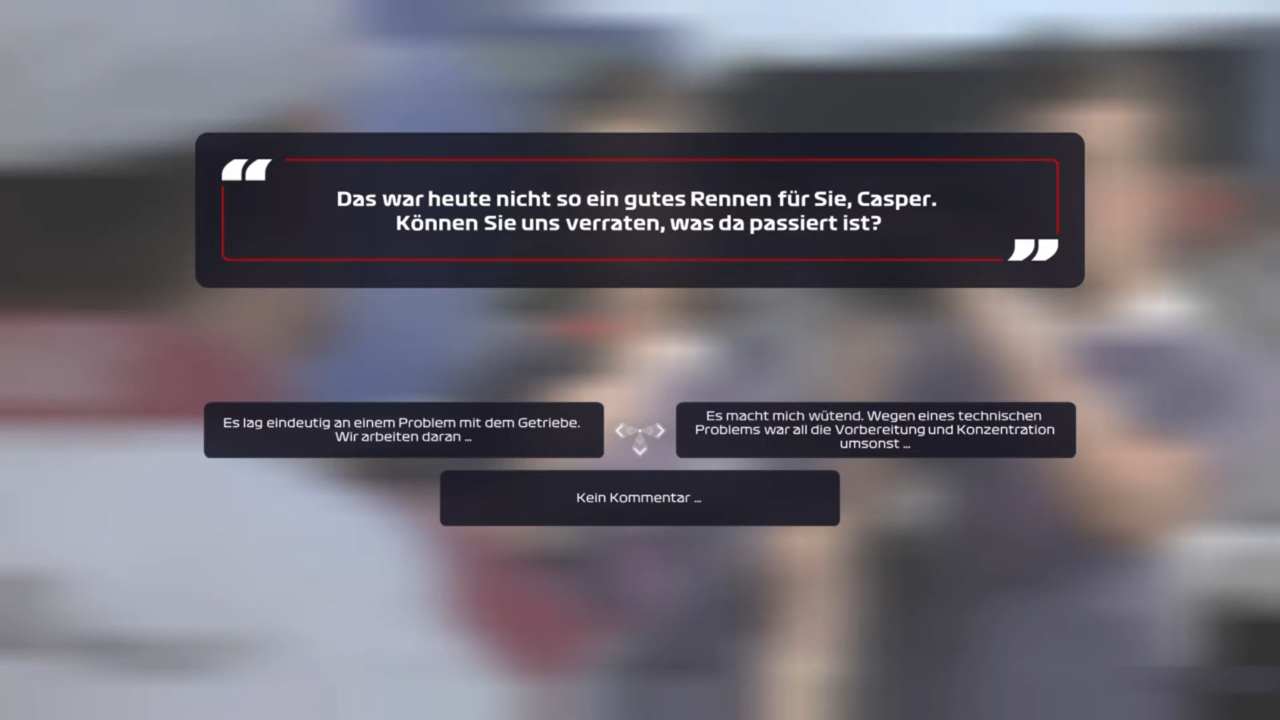 Das war heute nicht so ein gutes Rennen für Sie, Casper.
Können Sie uns verraten, was da passiert ist?
Es lag eindeutig an einem Problem mit dem Getriebe.
Wir arbeiten daran ...
Es macht mich wütend. Wegen eines technischen
Problems war all die Vorbereitung und Konzentration
umsonst ...
Kein Kommentar ...